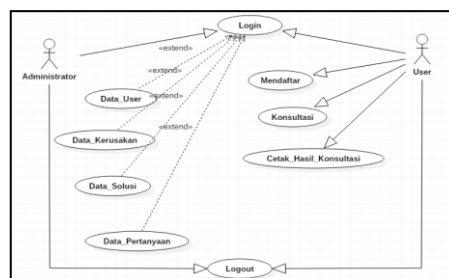 Login
Administrator
User
«extend»
«extend»
«extend»
«extend»
Data_User
Mendaftar
Data_Kerusakan
Konsultasi
Cetak_Hasil_Konsultasi
Data_Solusi
Data_Pertanyaan
Logout